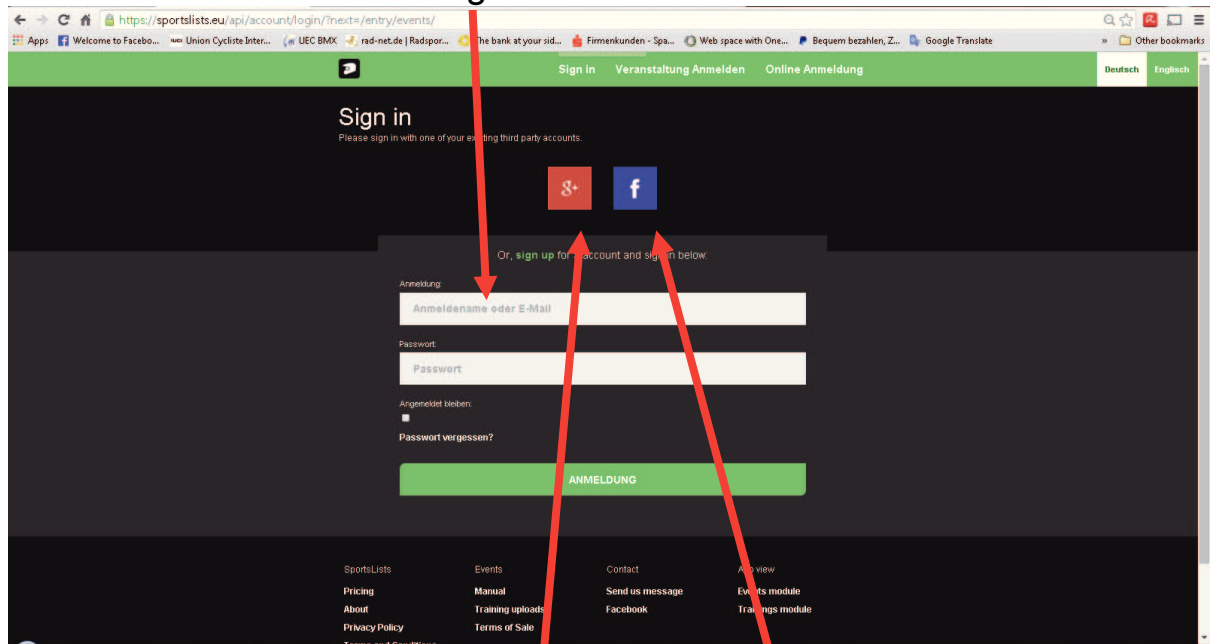 https://sportslists.eu/api/account/login/?next=/entry/events/
Apps Welcome to Facebo... Union Cycliste Inter... UEC BMX rad-net.de | Radspor... The bank at your sid... Firmenkunden - Spa... Web space with One... Bequem bezahlen, Z... Google Translate » Other bookmarks
Sign in Veranstaltung Anmelden Online Anmeldung Deutsch Englisch
Sign in
Please sign in with one of your existing third party accounts.
8+ f
Or, sign up for account and sign in below:
Anmeldung:
Anmeldename oder E-Mail
Passwort:
Passwort
Angemeldet bleiben:
Passwort vergessen?
ANMELDUNG
SportsLists Events Contact App view
Pricing Manual Send us message Events module
About Training uploads Facebook Trainings module
Privacy Policy Terms of Sale
Terms and Conditions